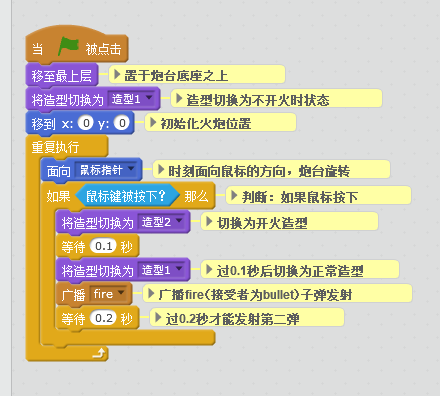 当 被点击
移至最上层 置于炮台底座之上
将造型切换为 造型1 造型切换为不开火时状态
移到 x: 0 y: 0 初始化火炮位置
重复执行
面向 鼠标指针 时刻面向鼠标的方向，炮台旋转
如果 鼠标键被按下? 那么 判断：如果鼠标按下
将造型切换为 造型2 切换为开火造型
等待 0.1 秒
将造型切换为 造型1 过0.1秒后切换为正常造型
广播 fire 广播fire(接受者为bullet)子弹发射
等待 0.2 秒 过0.2秒才能发射第二弹